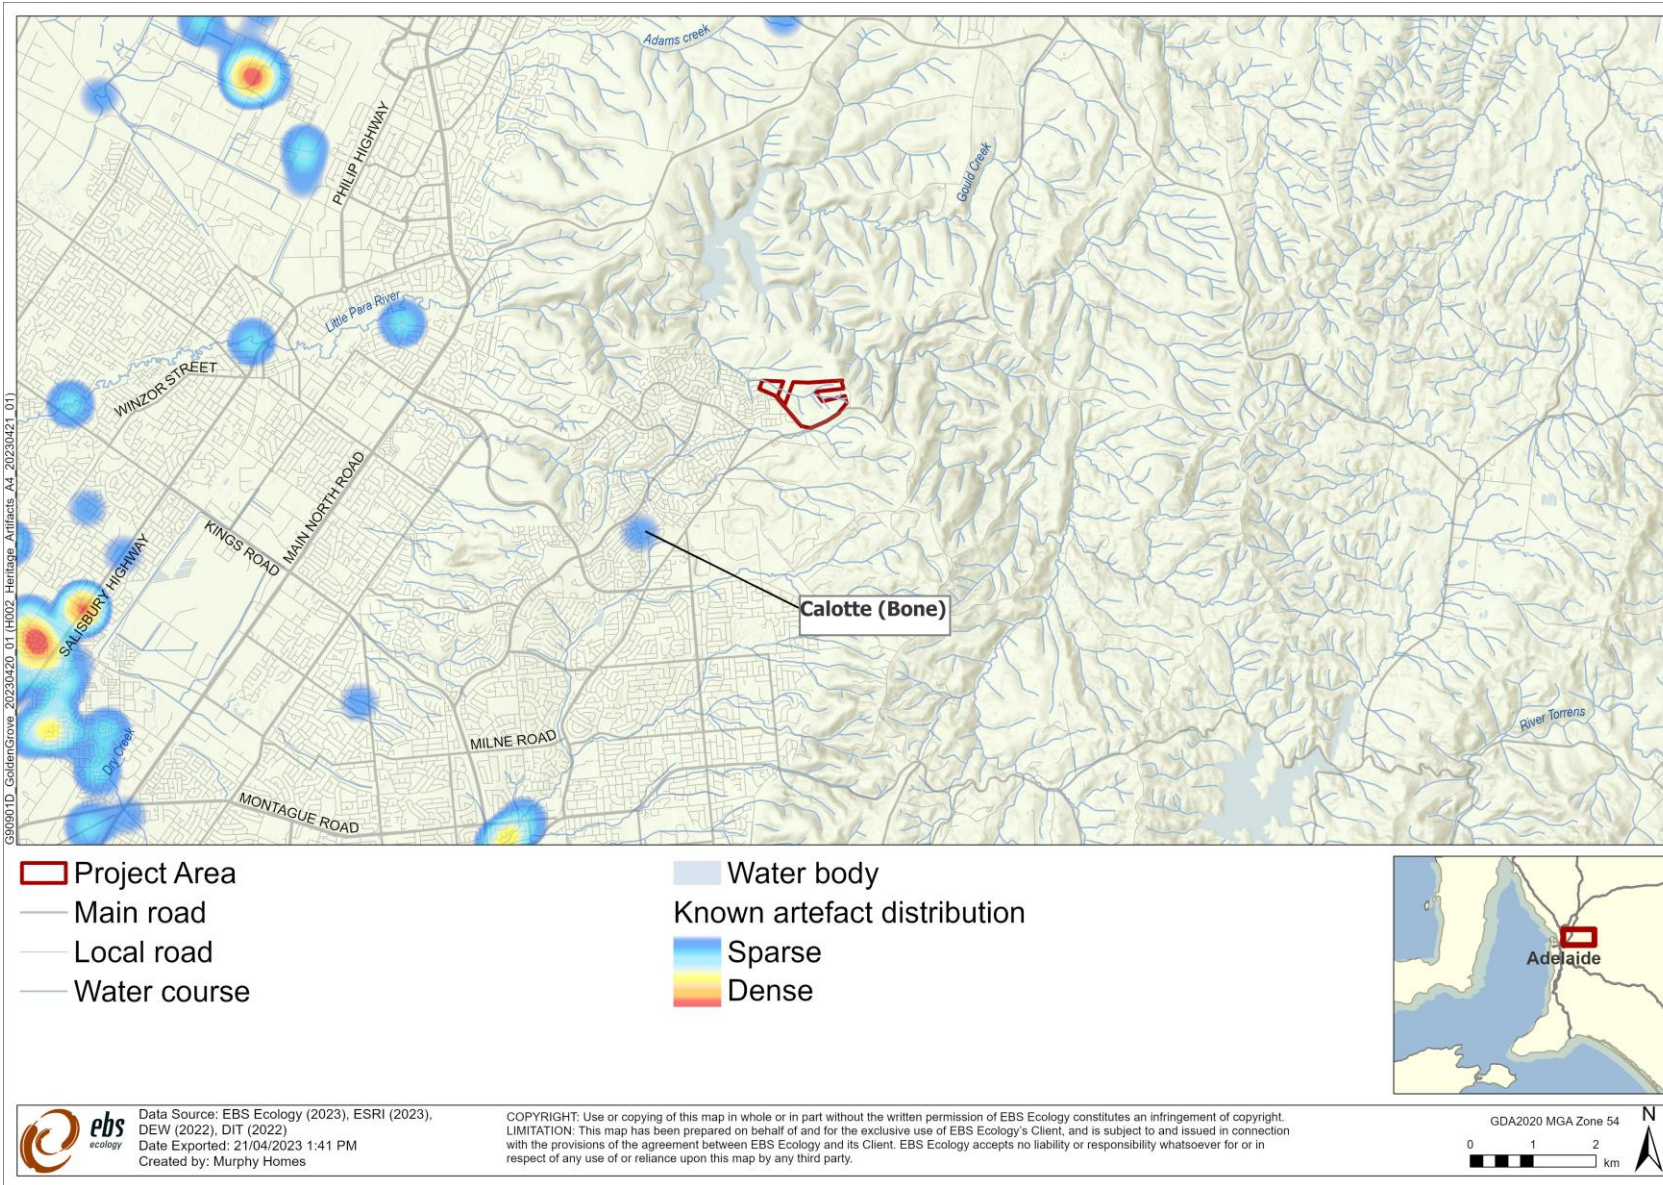 Adams creek
PHILIP HIGHWAY
Gould Creek
Little Para River
WINZOR STREET
MAIN NORTH ROAD
KINGS ROAD
SALISBURY HIGHWAY
Calotte (Bone)
River Torrens
Dry Creek
MILNE ROAD
MONTAGUE ROAD
G90901D_GoldenGrove_20230420_01 (H002_Heritage_Artifacts_A4_20230421_01)
Project Area
Main road
Local road
Water course
Water body
Known artefact distribution
Sparse
Dense
Adelaide
ebs
ecology
Data Source: EBS Ecology (2023), ESRI (2023),
DEW (2022), DIT (2022)
Date Exported: 21/04/2023 1:41 PM
Created by: Murphy Homes
COPYRIGHT: Use or copying of this map in whole or in part without the written permission of EBS Ecology constitutes an infringement of copyright.
LIMITATION: This map has been prepared on behalf of and for the exclusive use of EBS Ecology's Client, and is subject to and issued in connection
with the provisions of the agreement between EBS Ecology and its Client. EBS Ecology accepts no liability or responsibility whatsoever for or in
respect of any use of or reliance upon this map by any third party.
GDA2020 MGA Zone 54
N
0 1 2
km